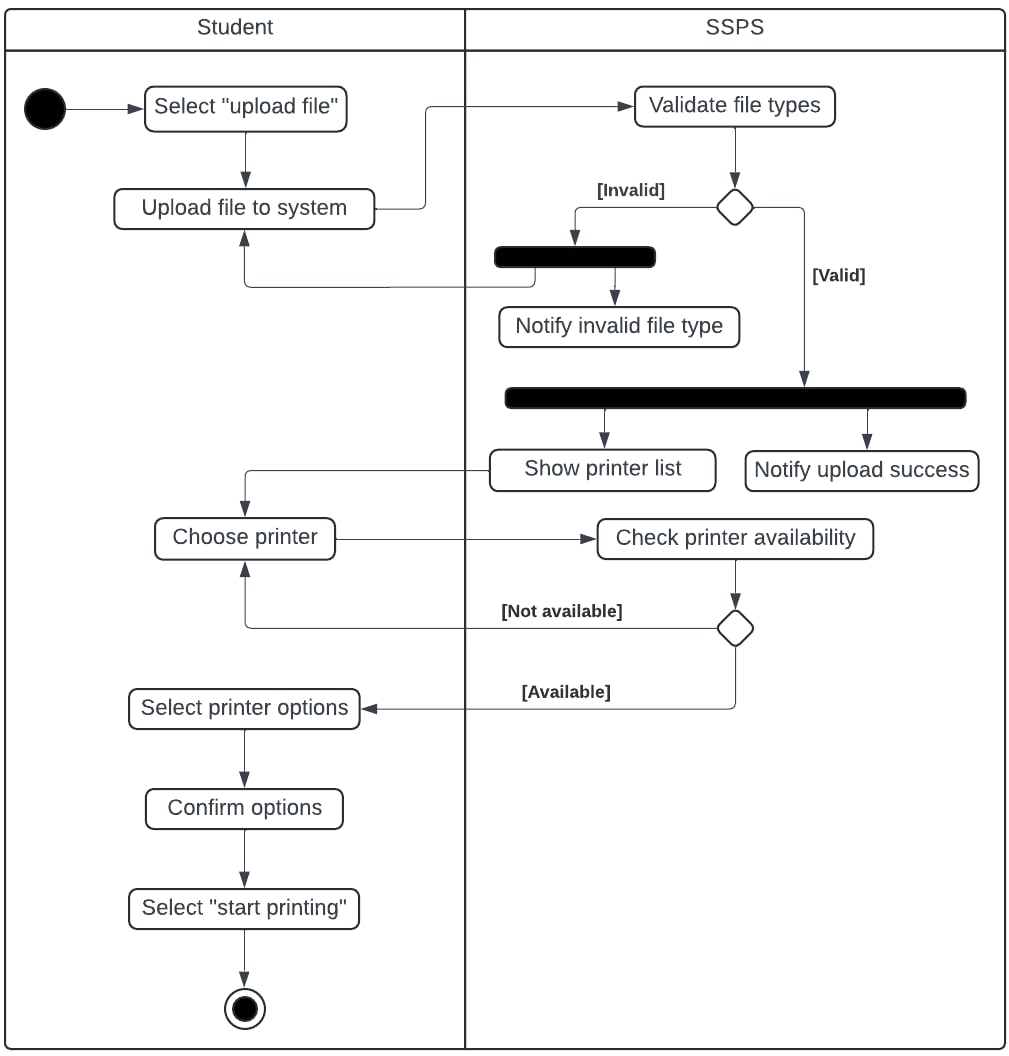 Student
SSPS
Select "upload file"
Validate file types
Upload file to system
[Invalid]
[Valid]
Notify invalid file type
Show printer list
Notify upload success
Choose printer
Check printer availability
[Not available]
[Available]
Select printer options
Confirm options
Select "start printing"